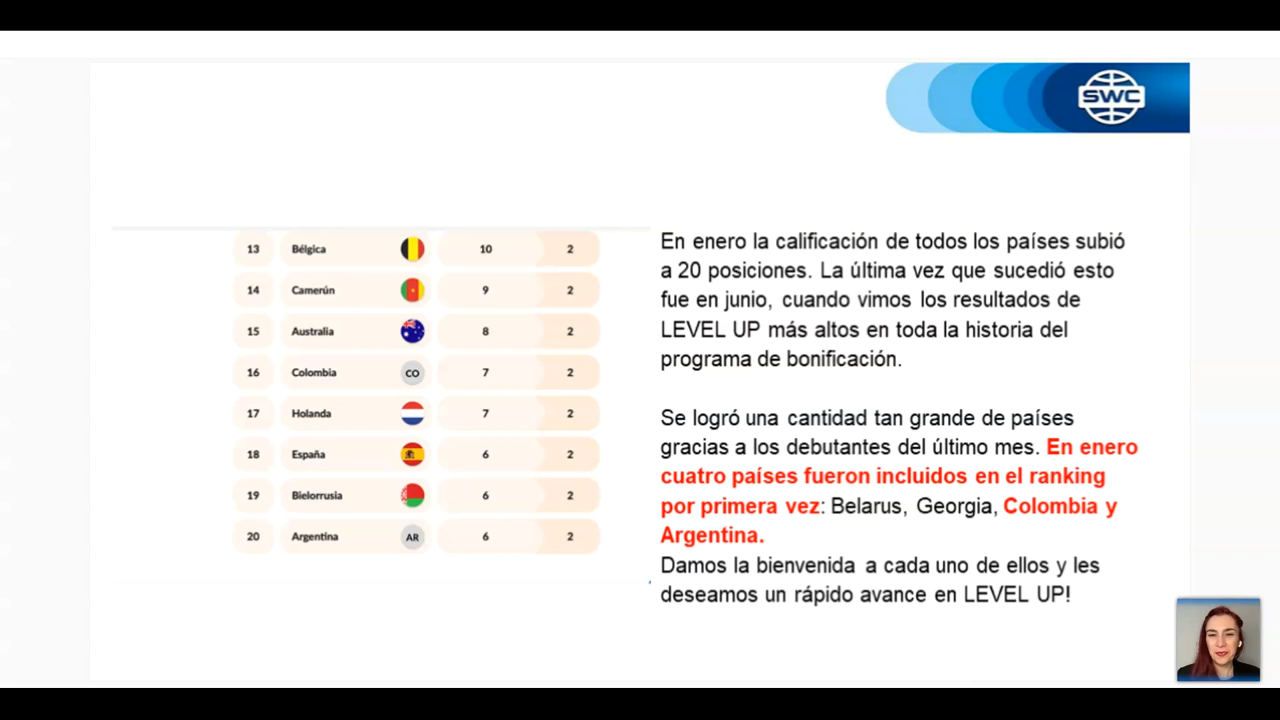 SWC
13 Bélgica 10 2
14 Camerún 9 2
15 Australia 8 2
16 Colombia CO 7 2
17 Holanda 7 2
18 España 6 2
19 Bielorrusia 6 2
20 Argentina AR 6 2
En enero la calificación de todos los países subió
a 20 posiciones. La última vez que sucedió esto
fue en junio, cuando vimos los resultados de
LEVEL UP más altos en toda la historia del
programa de bonificación.
Se logró una cantidad tan grande de países
gracias a los debutantes del último mes. En enero
cuatro países fueron incluidos en el ranking
por primera vez: Belarus, Georgia, Colombia y
Argentina.
Damos la bienvenida a cada uno de ellos y les
deseamos un rápido avance en LEVEL UP!